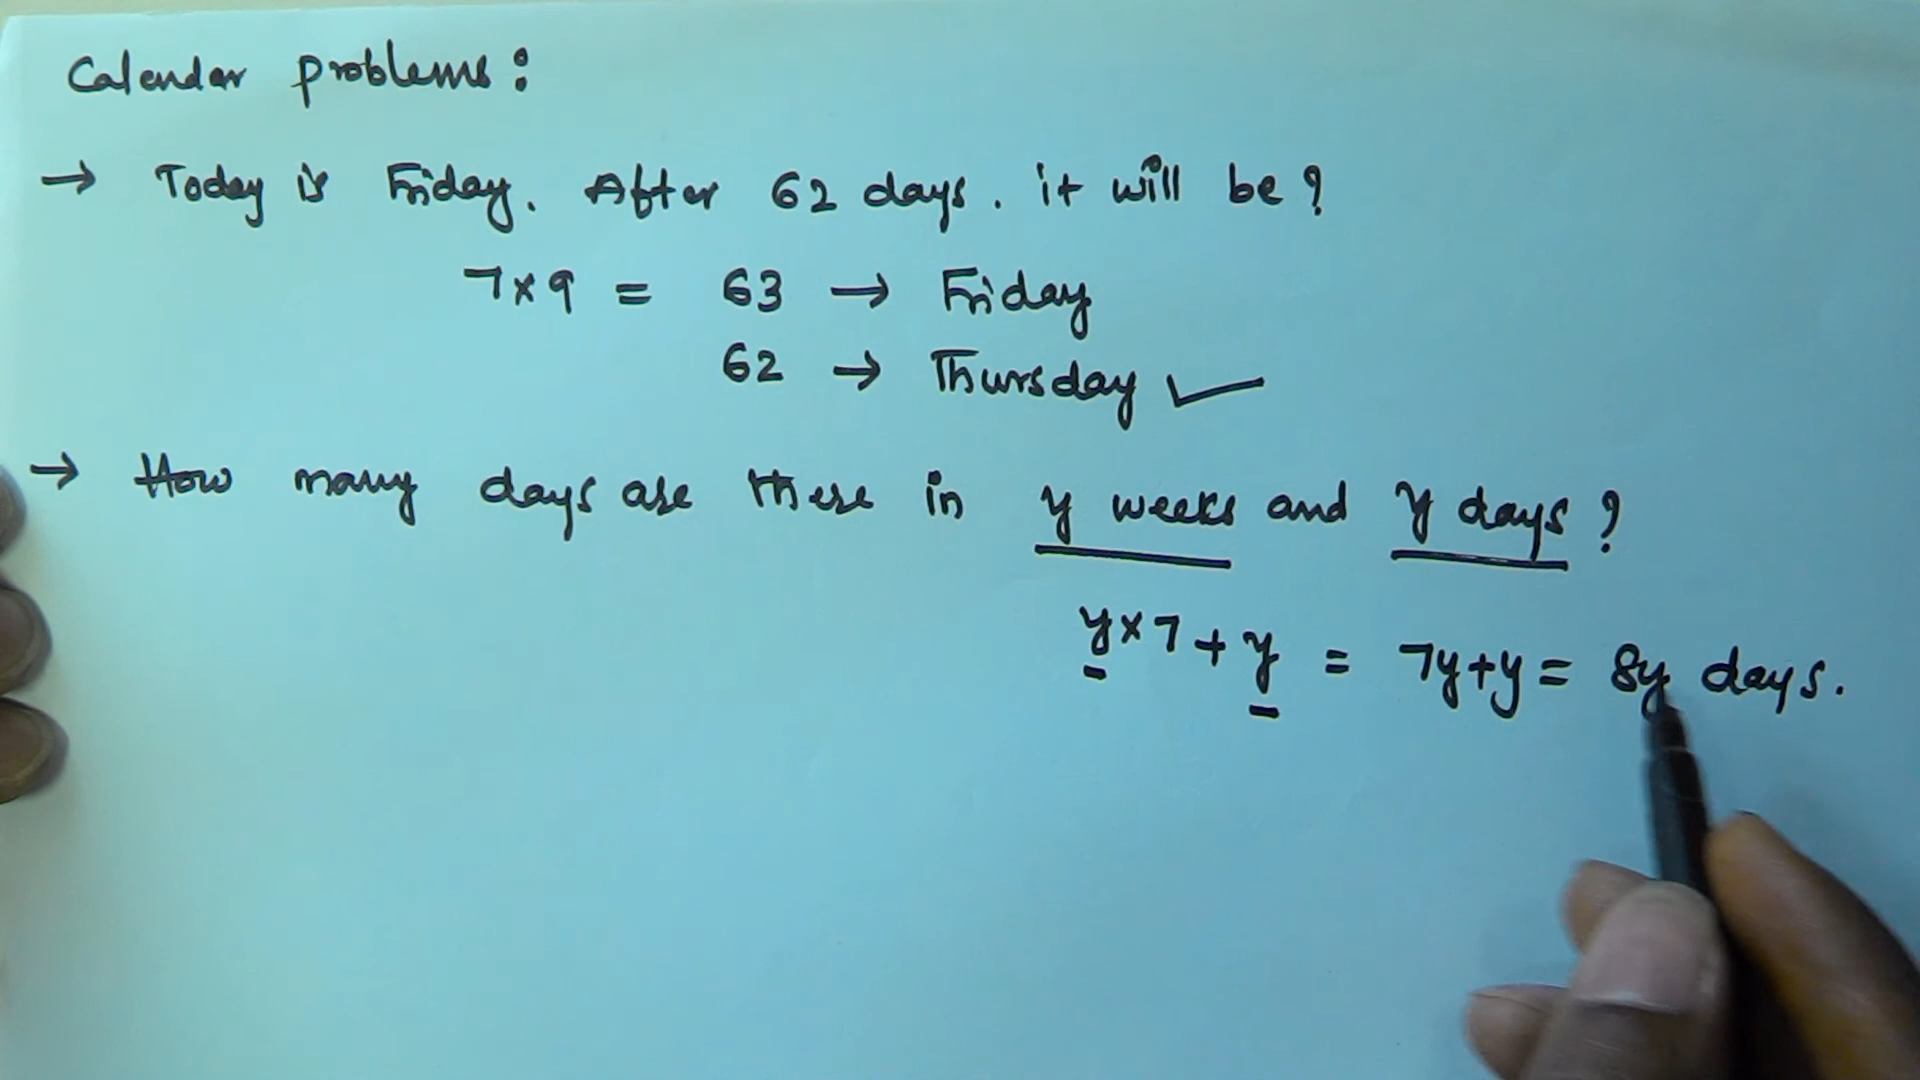 Calendar problems:
→ Today is Friday. After 62 days. it will be?
7×9 = 63 → Friday
62 → Thursday ✓
→ How many days are there in y weeks and y days?
y×7+y = 7y+y = 8y days.